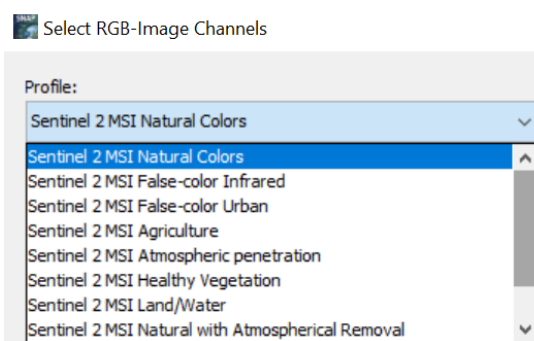 SNAP
Select RGB-Image Channels
Profile:
Sentinel 2 MSI Natural Colors
Sentinel 2 MSI Natural Colors
Sentinel 2 MSI False-color Infrared
Sentinel 2 MSI False-color Urban
Sentinel 2 MSI Agriculture
Sentinel 2 MSI Atmospheric penetration
Sentinel 2 MSI Healthy Vegetation
Sentinel 2 MSI Land/Water
Sentinel 2 MSI Natural with Atmospherical Removal